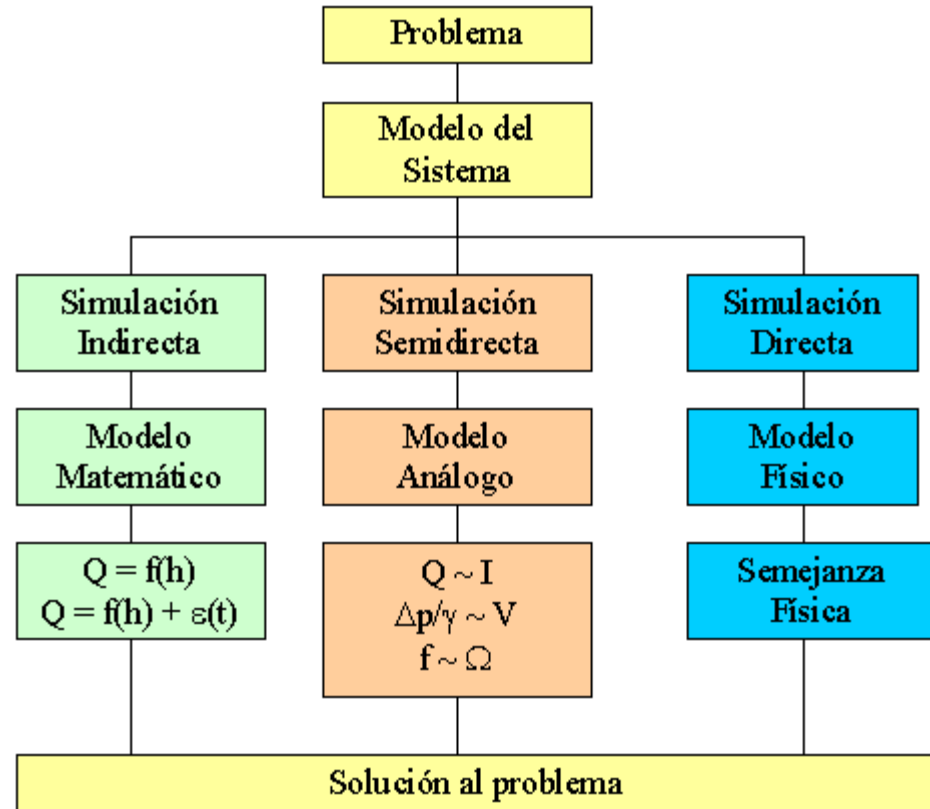 Problema
Modelo del
Sistema
Simulación
Indirecta
Simulación
Semidirecta
Simulación
Directa
Modelo
Matemático
Modelo
Análogo
Modelo
Físico
Q = f(h)
Q = f(h) + ε(t)
Q ~ I
Δp/γ ~ V
f ~ Ω
Semejanza
Física
Solución al problema